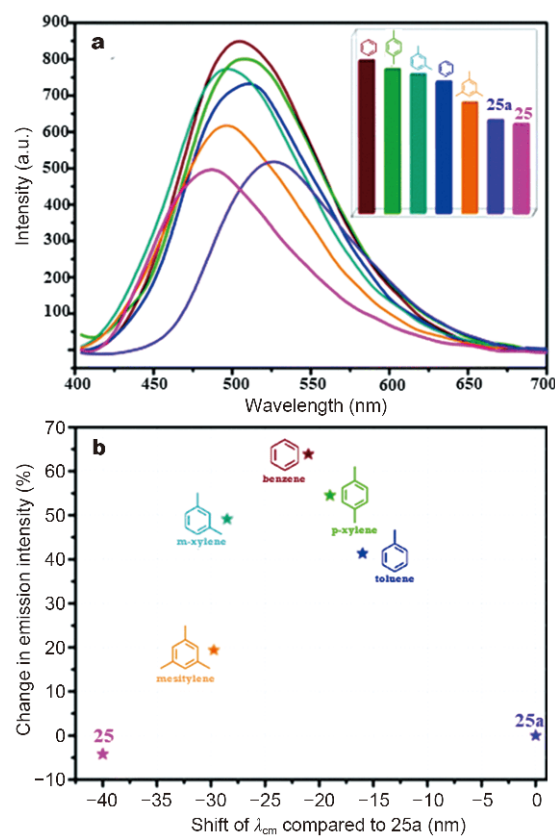 a
900
800
700
600
500
400
300
200
100
Intensity (a.u.)
25a
25
400
450
500
550
600
650
700
Wavelength (nm)
b
70
60
50
40
30
20
10
0
−10
Change in emission intensity (%)
benzene
m-xylene
p-xylene
toluene
mesitylene
25
25a
−40
−35
−30
−25
−20
−15
−10
−5
0
Shift of λcm compared to 25a (nm)